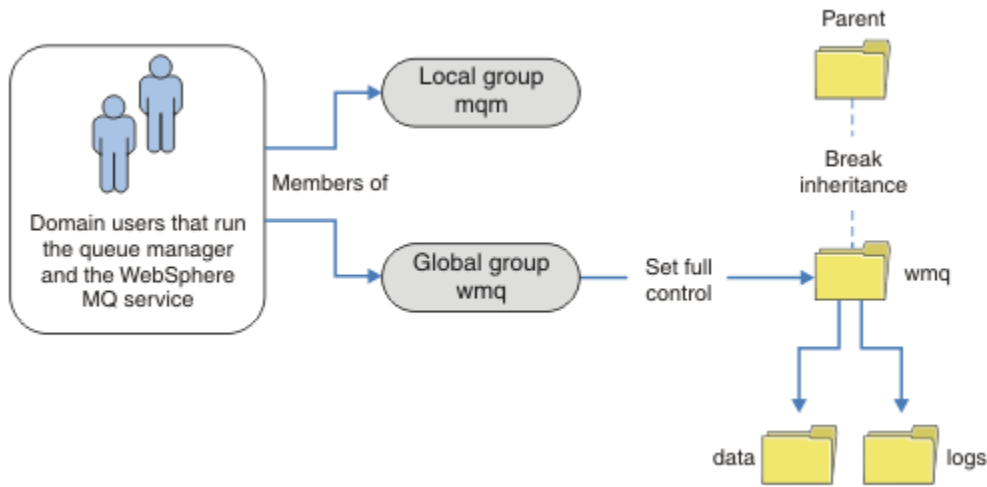 Parent
Local group
mqm
Break
inheritance
Members of
Domain users that run
the queue manager
and the WebSphere
MQ service
Global group
wmq
Set full
control
wmq
data
logs